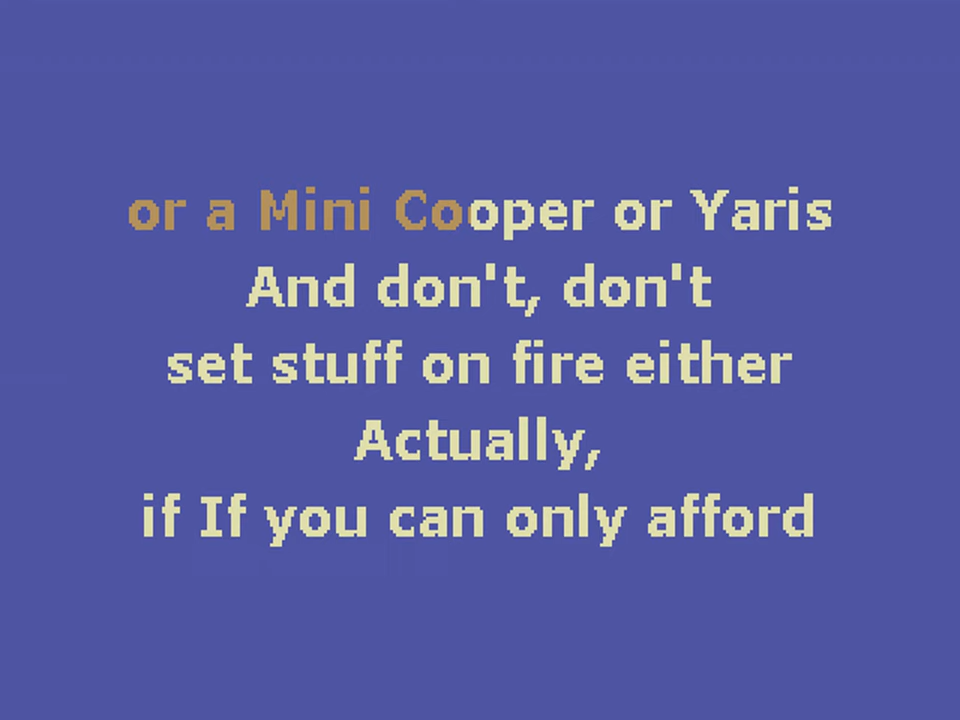 or a Mini Cooper or Yaris
And don't, don't
set stuff on fire either
Actually,
if If you can only afford